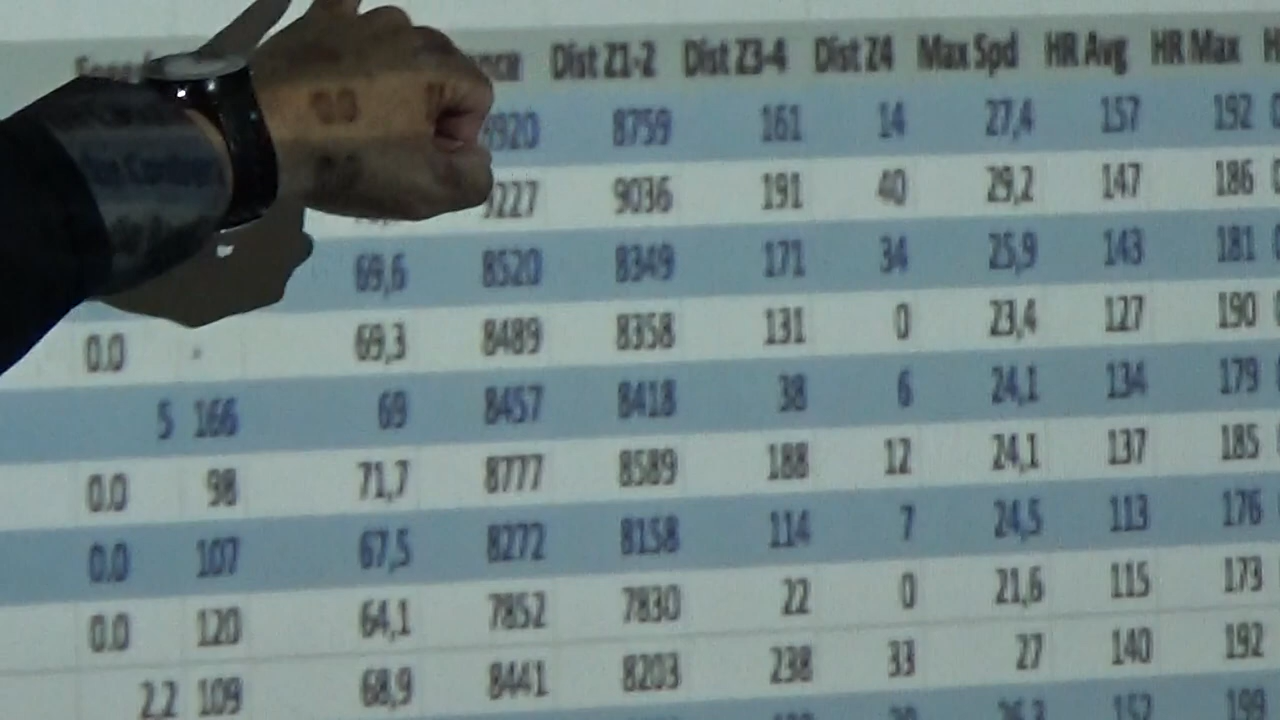 Dist Z1-2 Dist Z3-4 Dist Z4 Max Spd HR Avg HR Max
8759 161 14 27,4 157 192
9227 9036 191 40 29,2 147 186
69,6 8520 8349 171 34 25,9 143 181
0.0 - 69,3 8489 8358 131 0 23,4 127 190
5 166 69 8457 8418 38 6 24,1 134 179
0.0 98 71,7 8777 8589 188 12 24,1 137 185
0.0 107 67,5 8272 8158 114 7 24,5 113 176
0.0 120 64,1 7852 7830 22 0 21,6 115 173
2.2 109 68,9 8441 8203 238 33 27 140 192
152 199